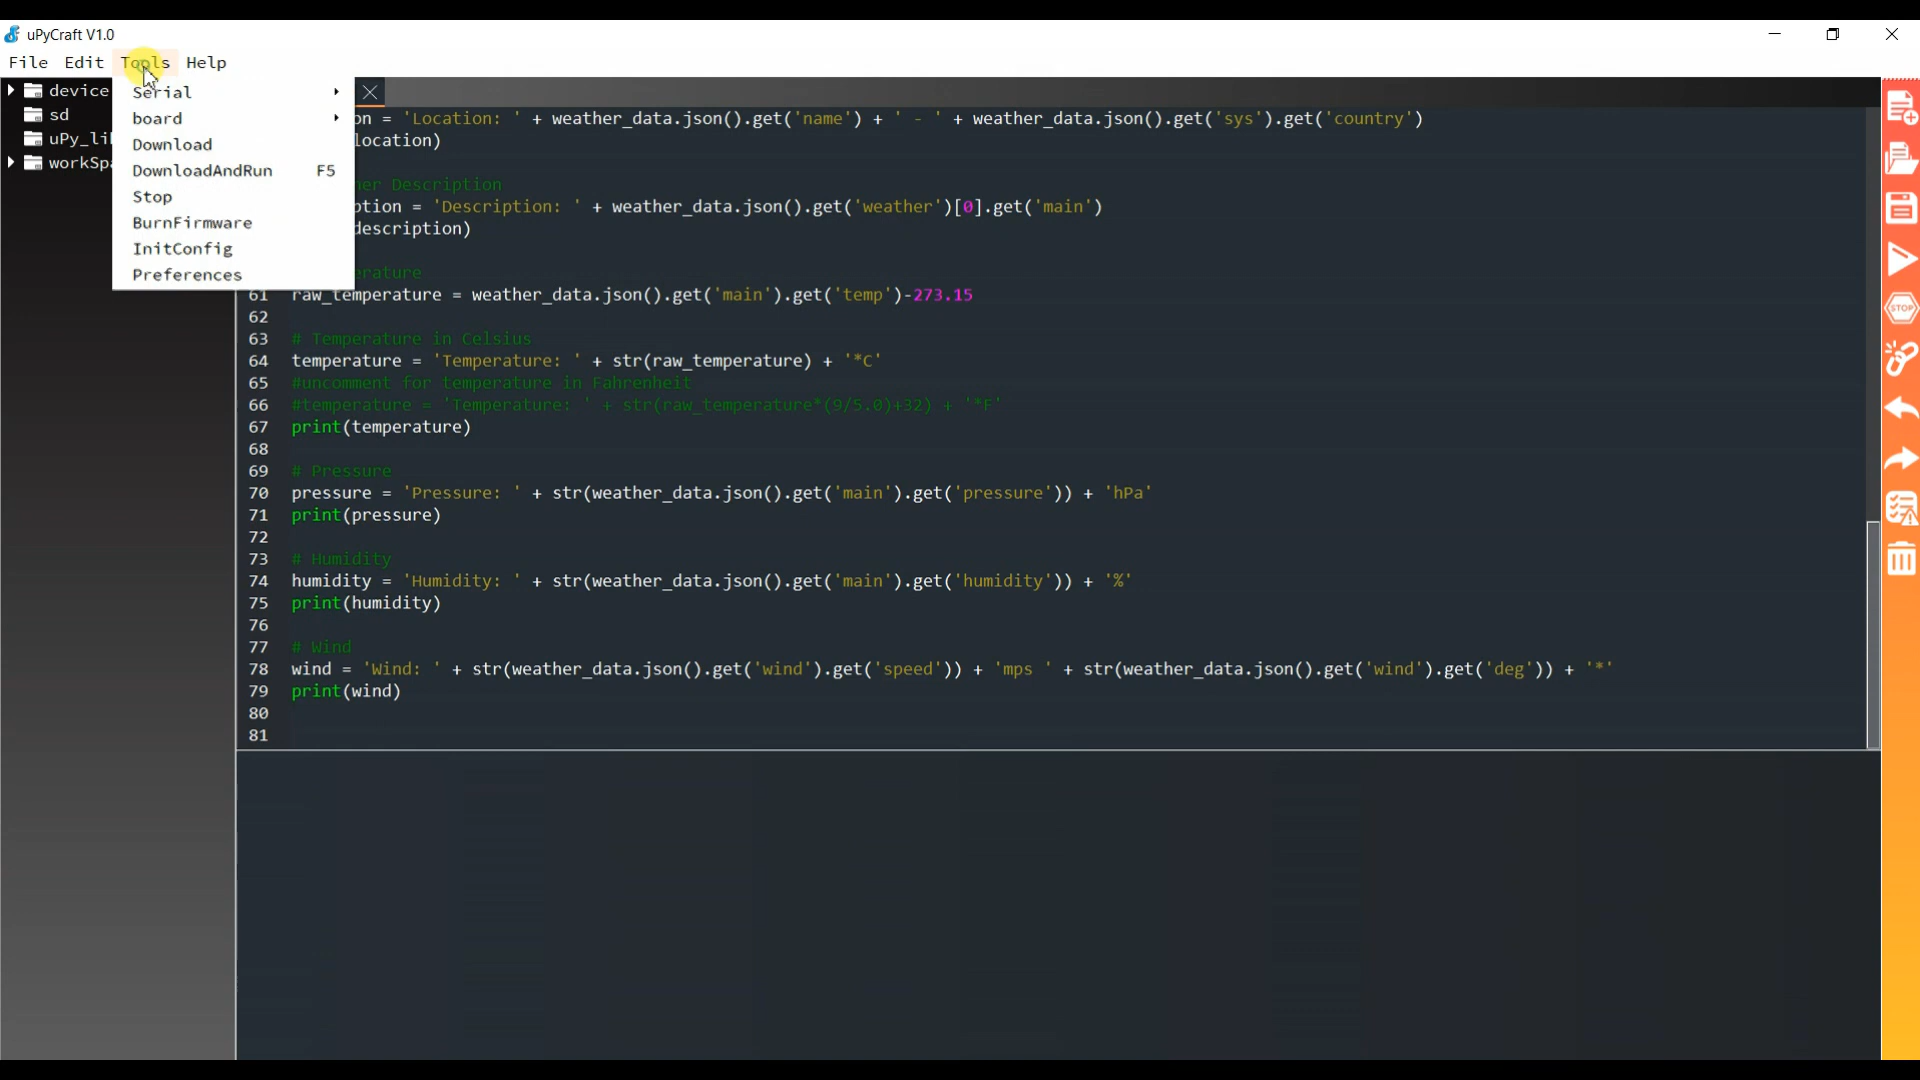 uPyCraft V1.0
File Edit Tools Help
device
sd
uPy_li
workSp
Serial
board
Download
DownloadAndRun F5
Stop
BurnFirmware
InitConfig
Preferences
on = 'Location: ' + weather_data.json().get('name') + ' - ' + weather_data.json().get('sys').get('country')
location)
her Description
ption = 'Description: ' + weather_data.json().get('weather')[0].get('main')
description)
erature
61 raw_temperature = weather_data.json().get('main').get('temp')-273.15
62
63 # Temperature in Celsius
64 temperature = 'Temperature: ' + str(raw_temperature) + '*C'
65 #uncomment for temperature in Fahrenheit
66 #temperature = 'Temperature: ' + str(raw_temperature*(9/5.0)+32) + '*F'
67 print(temperature)
68
69 # Pressure
70 pressure = 'Pressure: ' + str(weather_data.json().get('main').get('pressure')) + 'hPa'
71 print(pressure)
72
73 # Humidity
74 humidity = 'Humidity: ' + str(weather_data.json().get('main').get('humidity')) + '%'
75 print(humidity)
76
77 # Wind
78 wind = 'Wind: ' + str(weather_data.json().get('wind').get('speed')) + 'mps ' + str(weather_data.json().get('wind').get('deg')) + '*'
79 print(wind)
80
81
STOP